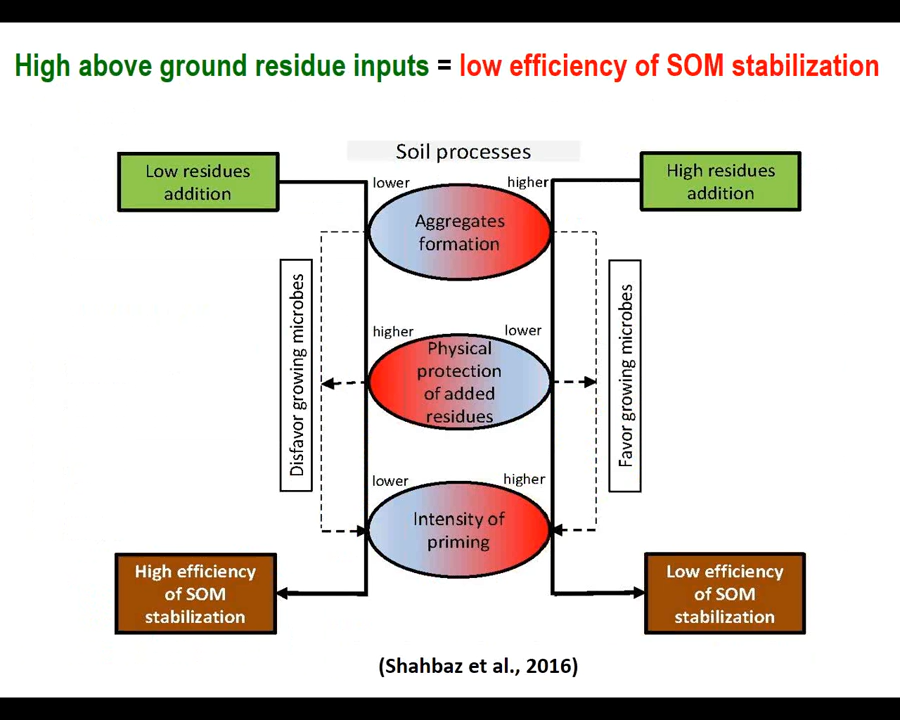 High above ground residue inputs = low efficiency of SOM stabilization
Soil processes
Low residues
addition
High residues
addition
lower
higher
Aggregates
formation
Disfavor growing microbes
Favor growing microbes
higher
lower
Physical
protection
of added
residues
lower
higher
Intensity of
priming
High efficiency
of SOM
stabilization
Low efficiency
of SOM
stabilization
(Shahbaz et al., 2016)